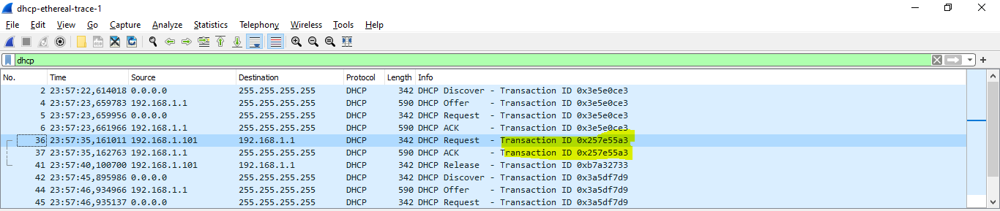 dhcp-ethereal-trace-1
File Edit View Go Capture Analyze Statistics Telephony Wireless Tools Help
dhcp
No. Time Source Destination Protocol Length Info
2 23:57:22,614018 0.0.0.0 255.255.255.255 DHCP 342 DHCP Discover - Transaction ID 0x3e5e0ce3
4 23:57:23,659783 192.168.1.1 255.255.255.255 DHCP 590 DHCP Offer - Transaction ID 0x3e5e0ce3
5 23:57:23,659956 0.0.0.0 255.255.255.255 DHCP 342 DHCP Request - Transaction ID 0x3e5e0ce3
6 23:57:23,661966 192.168.1.1 255.255.255.255 DHCP 590 DHCP ACK - Transaction ID 0x3e5e0ce3
36 23:57:35,161011 192.168.1.101 192.168.1.1 DHCP 342 DHCP Request - Transaction ID 0x257e55a3
37 23:57:35,162763 192.168.1.1 255.255.255.255 DHCP 590 DHCP ACK - Transaction ID 0x257e55a3
41 23:57:40,100700 192.168.1.101 192.168.1.1 DHCP 342 DHCP Release - Transaction ID 0xb7a32733
42 23:57:45,895986 0.0.0.0 255.255.255.255 DHCP 342 DHCP Discover - Transaction ID 0x3a5df7d9
44 23:57:46,934966 192.168.1.1 255.255.255.255 DHCP 590 DHCP Offer - Transaction ID 0x3a5df7d9
45 23:57:46,935137 0.0.0.0 255.255.255.255 DHCP 342 DHCP Request - Transaction ID 0x3a5df7d9